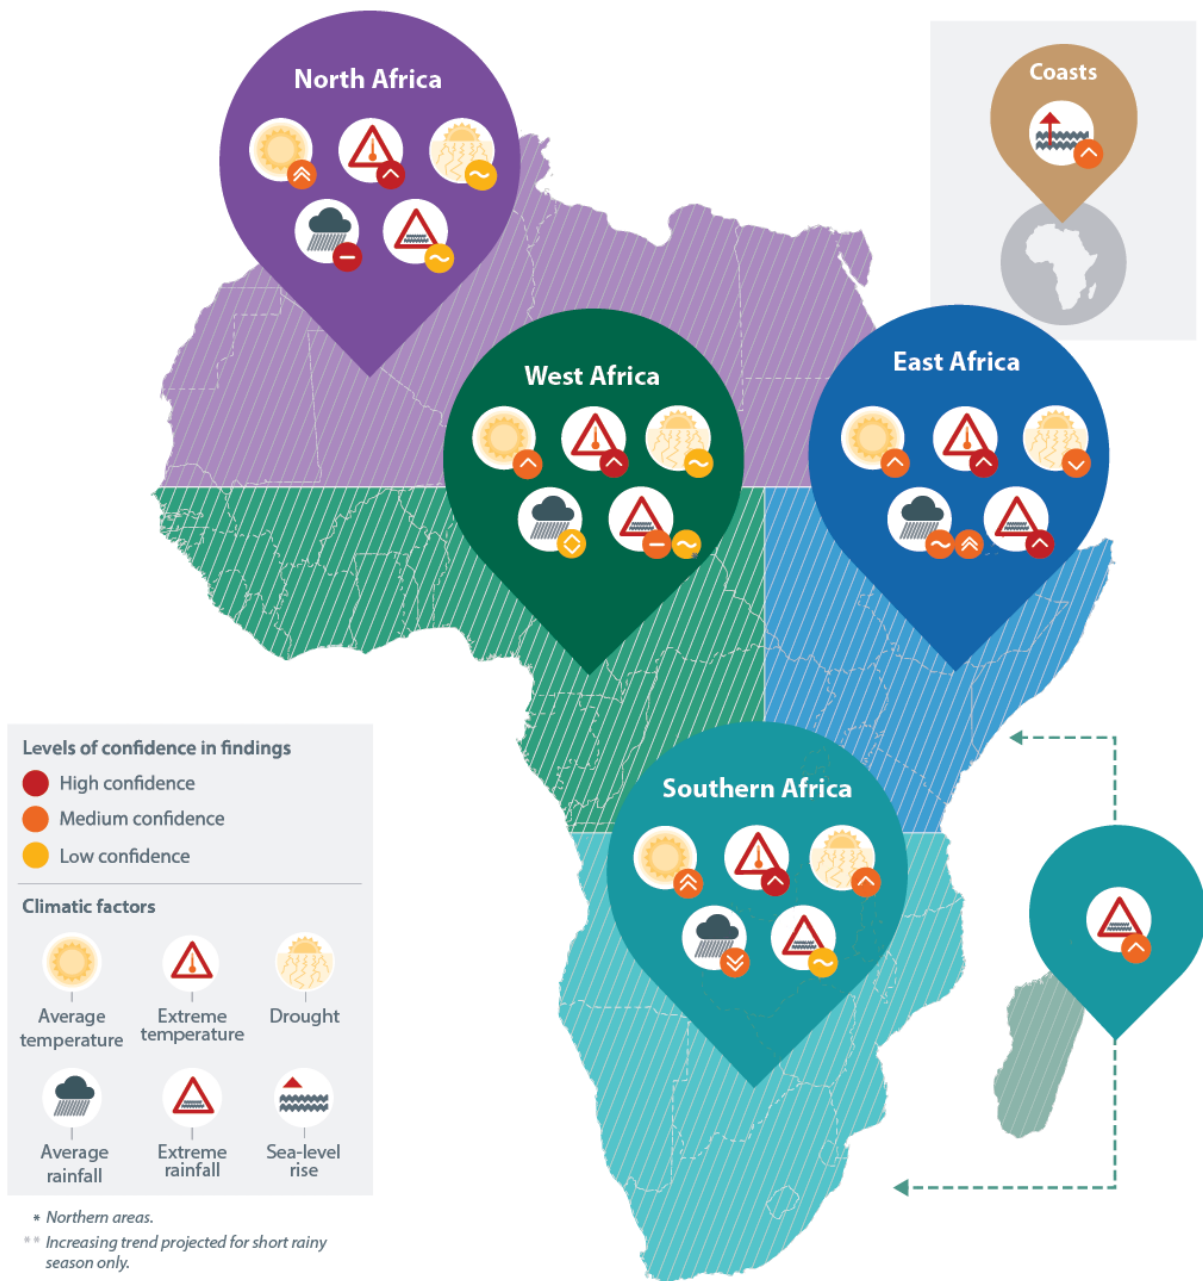 North Africa
Coasts
West Africa
East Africa
Southern Africa
Levels of confidence in findings
High confidence
Medium confidence
Low confidence
Climatic factors
Average
temperature
Extreme
temperature
Drought
Average
rainfall
Extreme
rainfall
Sea-level
rise
* Northern areas.
** Increasing trend projected for short rainy
season only.